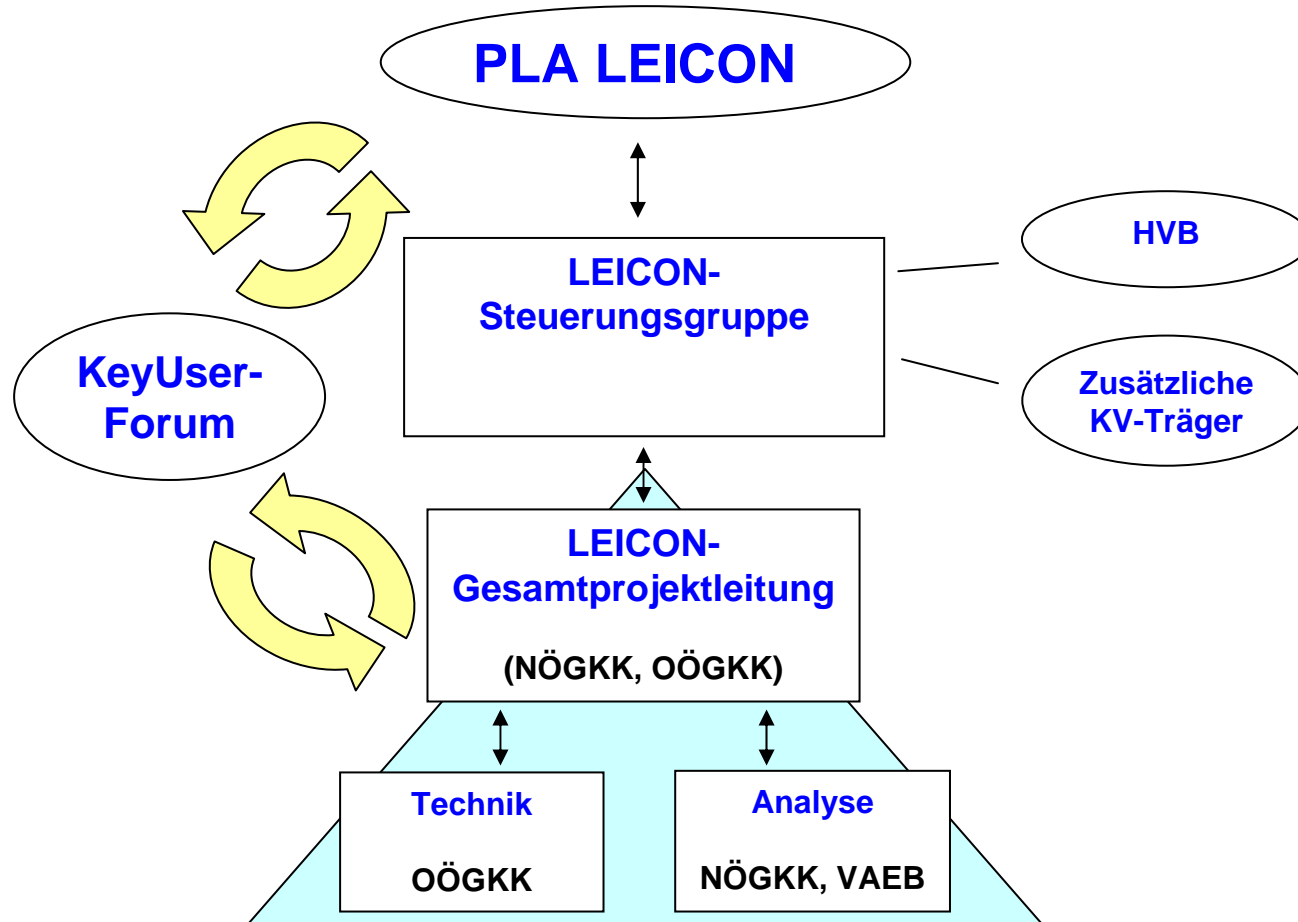 PLA LEICON
HVB
LEICON-
Steuerungsgruppe
KeyUser-
Forum
Zusätzliche
KV-Träger
LEICON-
Gesamtprojektleitung
(NÖGKK, OÖGKK)
Technik
OÖGKK
Analyse
NÖGKK, VAEB